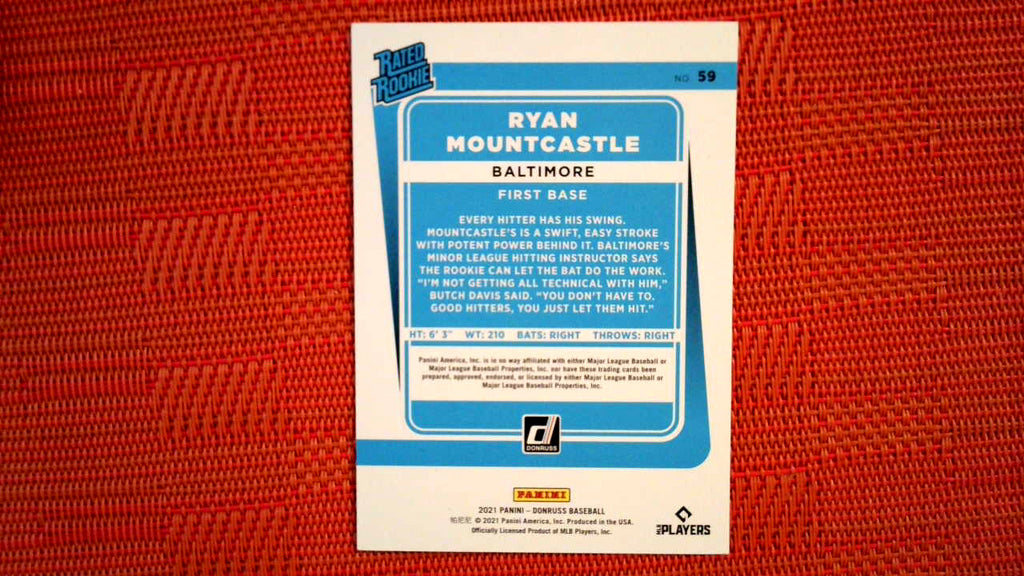 RATED
ROOKIE
NO. 59
RYAN
MOUNTCASTLE
BALTIMORE
FIRST BASE
EVERY HITTER HAS HIS SWING.
MOUNTCASTLE'S IS A SWIFT, EASY STROKE
WITH POTENT POWER BEHIND IT. BALTIMORE'S
MINOR LEAGUE HITTING INSTRUCTOR SAYS
THE ROOKIE CAN LET THE BAT DO THE WORK.
"I'M NOT GETTING ALL TECHNICAL WITH HIM,"
BUTCH DAVIS SAID. "YOU DON'T HAVE TO.
GOOD HITTERS, YOU JUST LET THEM HIT."
HT: 6' 3" WT: 210 BATS: RIGHT THROWS: RIGHT
Panini America, Inc. is in no way affiliated with either Major League Baseball or
Major League Baseball Properties, Inc. nor have these trading cards been
prepared, approved, endorsed, or licensed by either Major League Baseball or
Major League Baseball Properties, Inc.
d
DONRUSS
PANINI
2021 PANINI – DONRUSS BASEBALL
帕尼尼 © 2021 Panini America, Inc. Produced in the USA.
Officially Licensed Product of MLB Players, Inc.
MLB PLAYERS